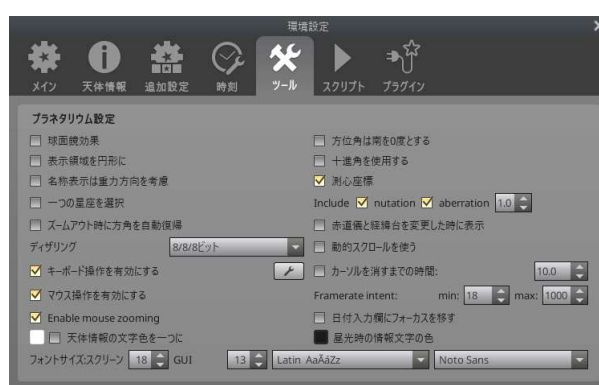 環境設定
メイン 天体情報 追加設定 時刻 ツール スクリプト プラグイン
プラネタリウム設定
球面鏡効果 方位角は南を0度とする
表示領域を円形に 十進角を使用する
名称表示は重力方向を考慮 測心座標
一つの星座を選択 Include nutation aberration 1.0
ズームアウト時に方角を自動復帰 赤道儀と経緯台を変更した時に表示
ディザリング 8/8/8ビット 動的スクロールを使う
キーボード操作を有効にする カーソルを消すまでの時間: 10.0
マウス操作を有効にする Framerate intent: min: 18 max: 1000
Enable mouse zooming 日付入力欄にフォーカスを移す
天体情報の文字色を一つに 昼光時の情報文字の色
フォントサイズ:スクリーン 18 GUI 13 Latin AaÄáZz Noto Sans